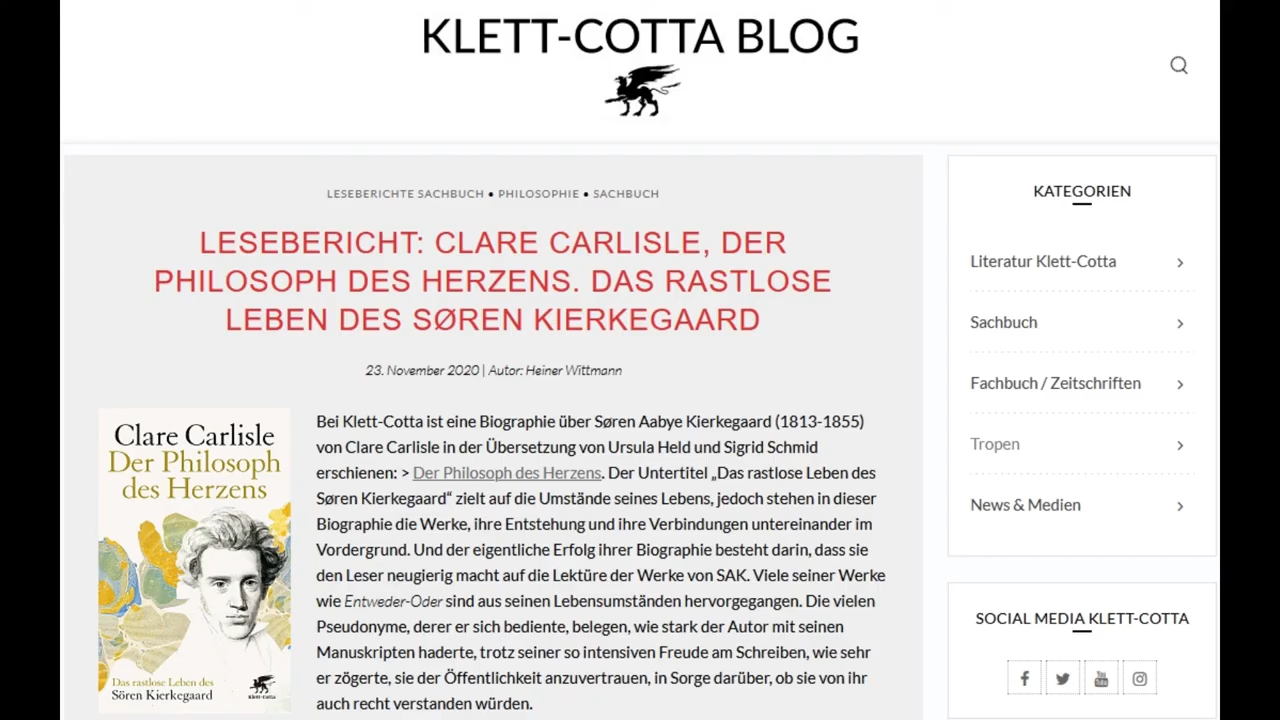 KLETT-COTTA BLOG
LESEBERICHTE SACHBUCH • PHILOSOPHIE • SACHBUCH
LESEBERICHT: CLARE CARLISLE, DER
PHILOSOPH DES HERZENS. DAS RASTLOSE
LEBEN DES SØREN KIERKEGAARD
23. November 2020 | Autor: Heiner Wittmann
Clare Carlisle
Der Philosoph
des Herzens
Das rastlose Leben des
Sören Kierkegaard
Klett-Cotta
Bei Klett-Cotta ist eine Biographie über Søren Aabye Kierkegaard (1813-1855)
von Clare Carlisle in der Übersetzung von Ursula Held und Sigrid Schmid
erschienen: > Der Philosoph des Herzens. Der Untertitel „Das rastlose Leben des
Søren Kierkegaard“ zielt auf die Umstände seines Lebens, jedoch stehen in dieser
Biographie die Werke, ihre Entstehung und ihre Verbindungen untereinander im
Vordergrund. Und der eigentliche Erfolg ihrer Biographie besteht darin, dass sie
den Leser neugierig macht auf die Lektüre der Werke von SAK. Viele seiner Werke
wie Entweder-Oder sind aus seinen Lebensumständen hervorgegangen. Die vielen
Pseudonyme, derer er sich bediente, belegen, wie stark der Autor mit seinen
Manuskripten haderte, trotz seiner so intensiven Freude am Schreiben, wie sehr
er zögerte, sie der Öffentlichkeit anzuvertrauen, in Sorge darüber, ob sie von ihr
auch recht verstanden würden.
KATEGORIEN
Literatur Klett-Cotta
Sachbuch
Fachbuch / Zeitschriften
Tropen
News & Medien
SOCIAL MEDIA KLETT-COTTA